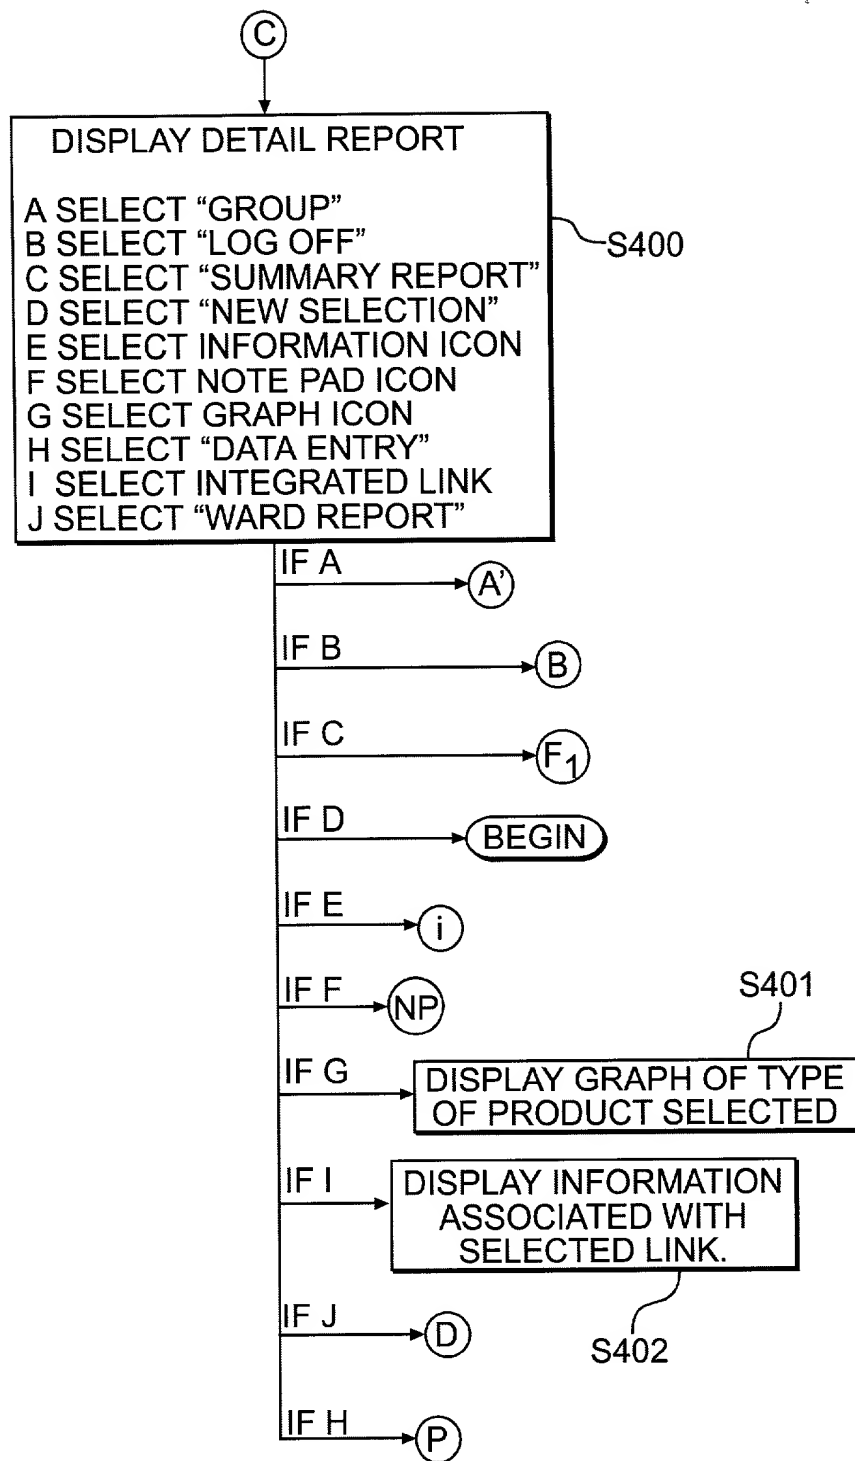 C
DISPLAY DETAIL REPORT
A SELECT “GROUP”
B SELECT “LOG OFF”
C SELECT “SUMMARY REPORT”
D SELECT “NEW SELECTION”
E SELECT INFORMATION ICON
F SELECT NOTE PAD ICON
G SELECT GRAPH ICON
H SELECT “DATA ENTRY”
I SELECT INTEGRATED LINK
J SELECT “WARD REPORT”
S400
IF A
A’
IF B
B
IF C
F1
IF D
BEGIN
IF E
i
IF F
NP
S401
IF G
DISPLAY GRAPH OF TYPE
OF PRODUCT SELECTED
IF I
DISPLAY INFORMATION
ASSOCIATED WITH
SELECTED LINK.
S402
IF J
D
IF H
P